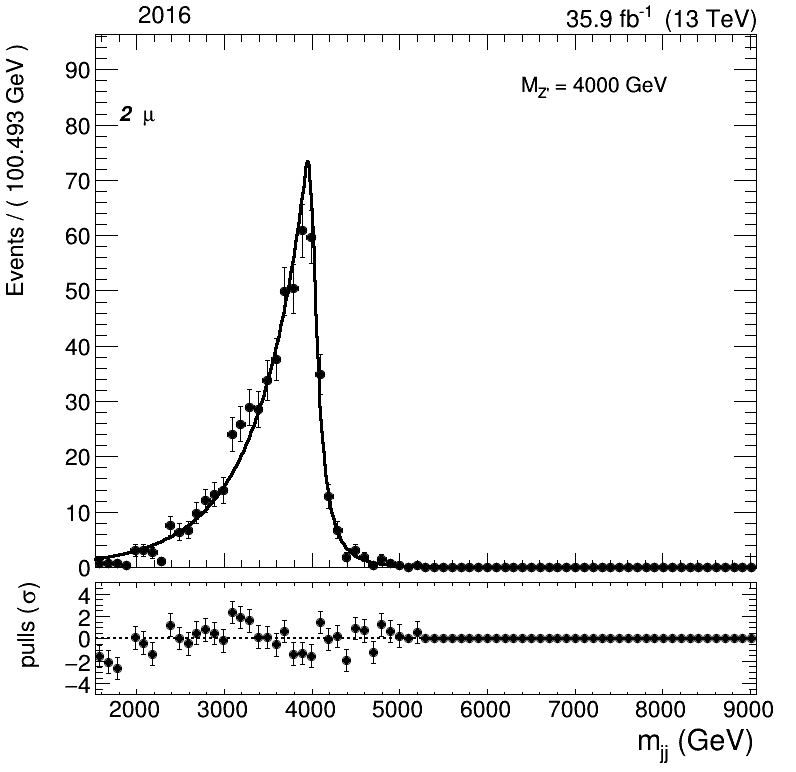 2016 35.9 fb⁻¹ (13 TeV)
Events / ( 100.493 GeV )
90
80
70
60
50
40
30
20
10
0
M_Z' = 4000 GeV
2 μ
pulls (σ)
4
2
0
−2
−4
2000 3000 4000 5000 6000 7000 8000 9000
m_jj (GeV)